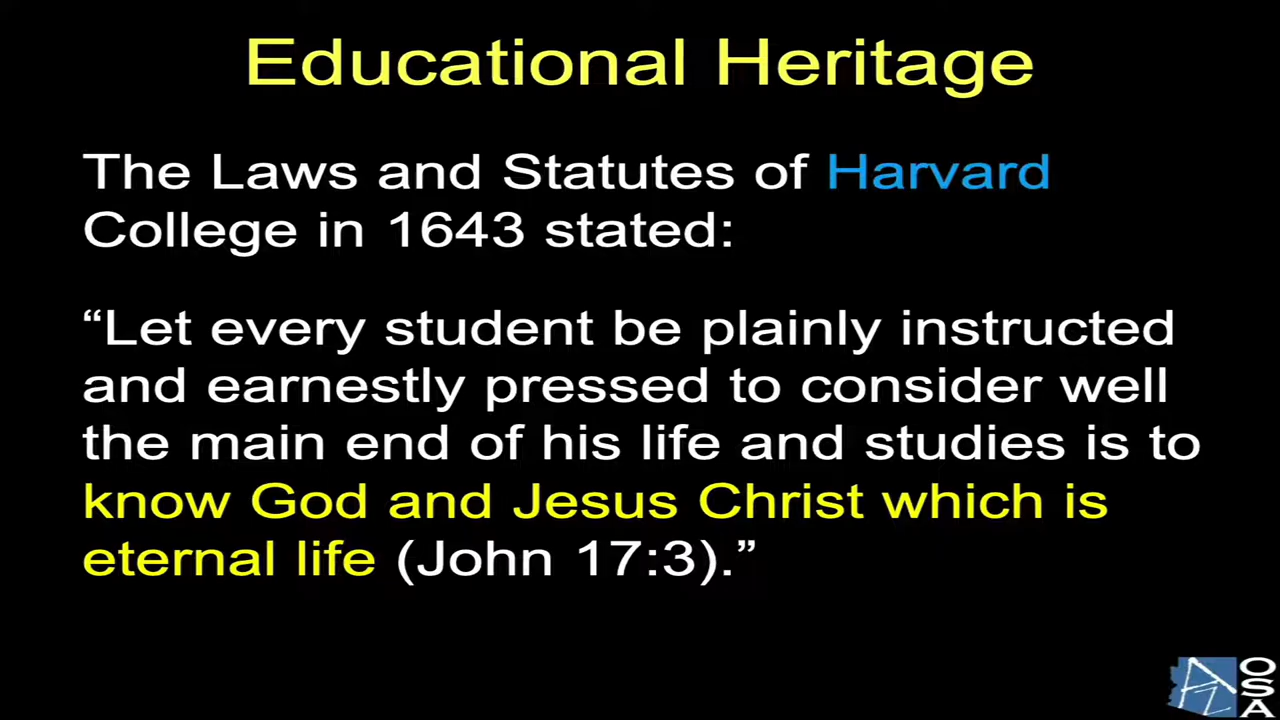 Educational Heritage
The Laws and Statutes of Harvard
College in 1643 stated:
“Let every student be plainly instructed
and earnestly pressed to consider well
the main end of his life and studies is to
know God and Jesus Christ which is
eternal life (John 17:3).”
AZ
OSA